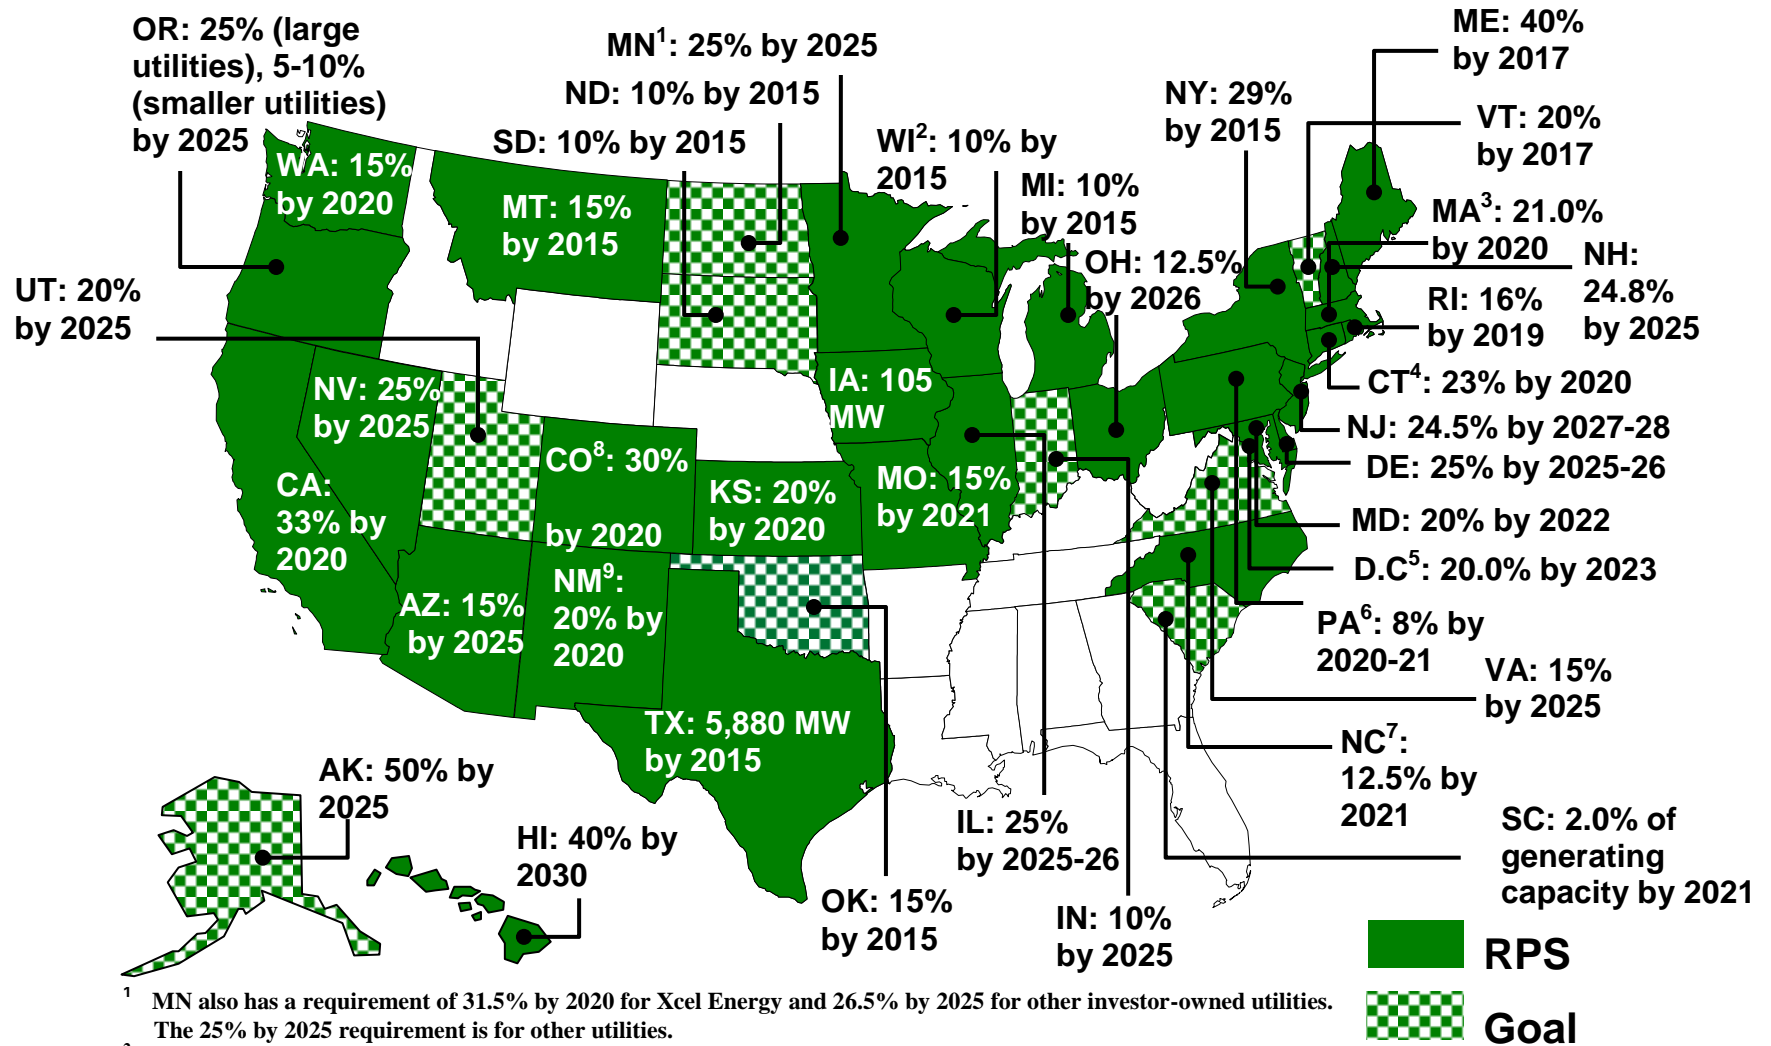 OR: 25% (large
utilities), 5-10%
(smaller utilities)
by 2025
MN1: 25% by 2025
ND: 10% by 2015
SD: 10% by 2015
WI2: 10% by
2015
MI: 10%
by 2015
OH: 12.5%
by 2026
NY: 29%
by 2015
ME: 40%
by 2017
VT: 20%
by 2017
MA3: 21.0%
by 2020
NH:
24.8%
by 2025
RI: 16%
by 2019
CT4: 23% by 2020
NJ: 24.5% by 2027-28
DE: 25% by 2025-26
MD: 20% by 2022
D.C5: 20.0% by 2023
PA6: 8% by
2020-21
VA: 15%
by 2025
NC7:
12.5% by
2021
SC: 2.0% of
generating
capacity by 2021
WA: 15%
by 2020
MT: 15%
by 2015
UT: 20%
by 2025
NV: 25%
by 2025
IA: 105
MW
CO8: 30%
by 2020
KS: 20%
by 2020
MO: 15%
by 2021
CA:
33% by
2020
AZ: 15%
by 2025
NM9:
20% by
2020
TX: 5,880 MW
by 2015
AK: 50% by
2025
HI: 40% by
2030
OK: 15%
by 2015
IL: 25%
by 2025-26
IN: 10%
by 2025
RPS
Goal
1 MN also has a requirement of 31.5% by 2020 for Xcel Energy and 26.5% by 2025 for other investor-owned utilities.
The 25% by 2025 requirement is for other utilities.